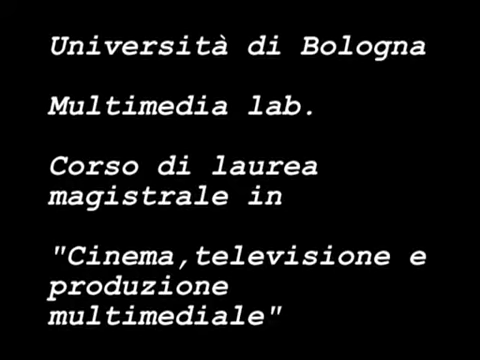 Università di Bologna
Multimedia lab.
Corso di laurea
magistrale in
"Cinema,televisione e
produzione
multimediale"